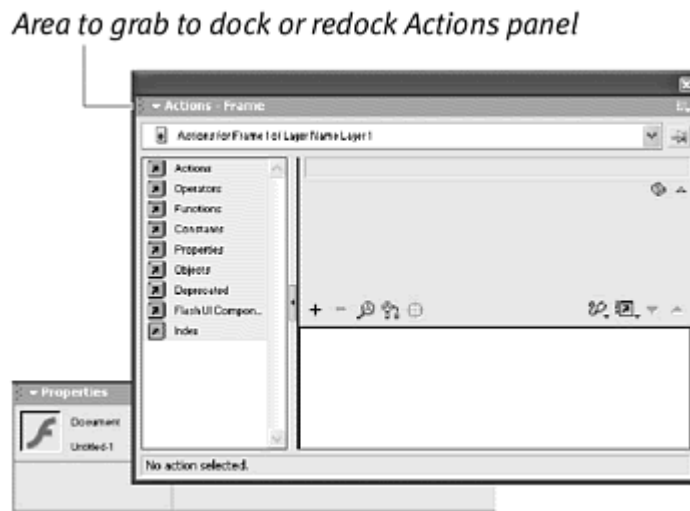 Area to grab to dock or redock Actions panel
Actions - Frame
Actions for Frame 1 of Layer Name Layer 1
Actions
Operators
Functions
Constants
Properties
Objects
Deprecated
Flash UI Compon..
Index
Properties
Document
Untitled-1
No action selected.